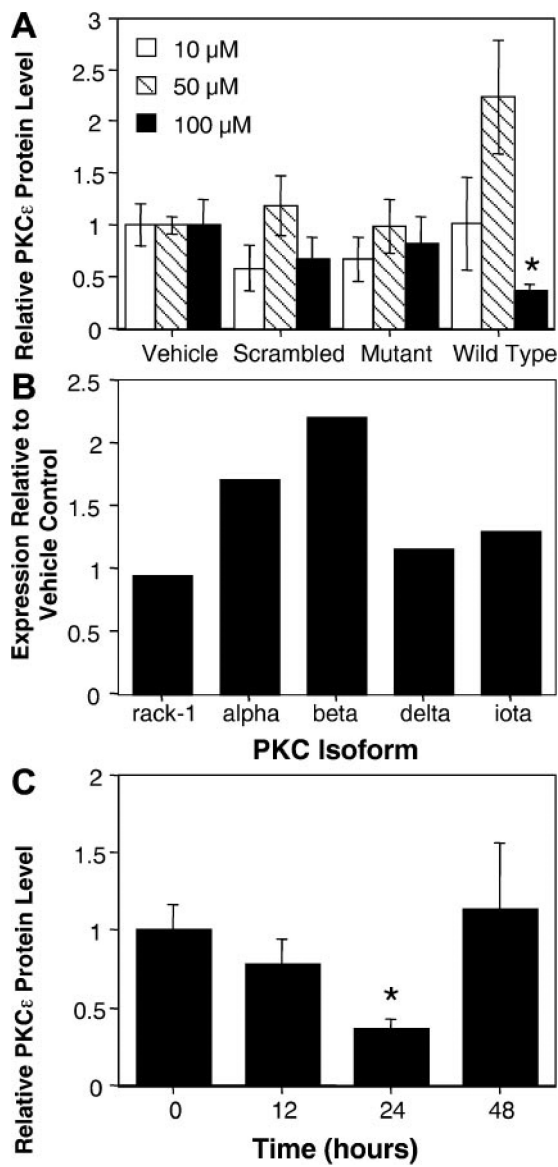 A
Relative PKCε Protein Level
3
2.5
2
1.5
1
0.5
0
10 µM
50 µM
100 µM
*
Vehicle Scrambled Mutant Wild Type
B
Expression Relative to
Vehicle Control
2.5
2
1.5
1
0.5
0
rack-1 alpha beta delta iota
PKC Isoform
C
Relative PKCε Protein Level
2
1.5
1
0.5
0
*
0 12 24 48
Time (hours)